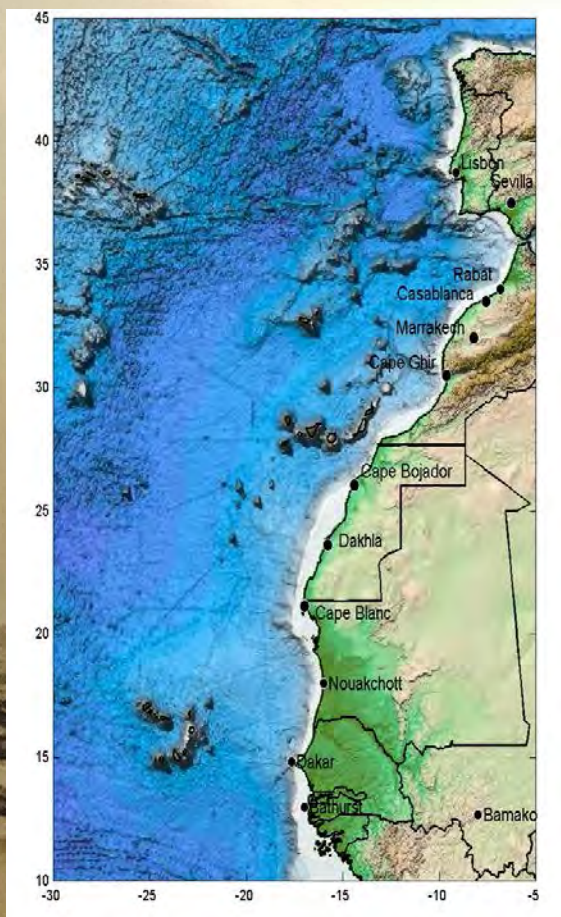 45
40
35
30
25
20
15
10
-30
-25
-20
-15
-10
-5
Lisbon
Sevilla
Rabat
Casablanca
Marrakech
Cape Ghir
Cape Bojador
Dakhla
Cape Blanc
Nouakchott
Dakar
Bathurst
Bamako